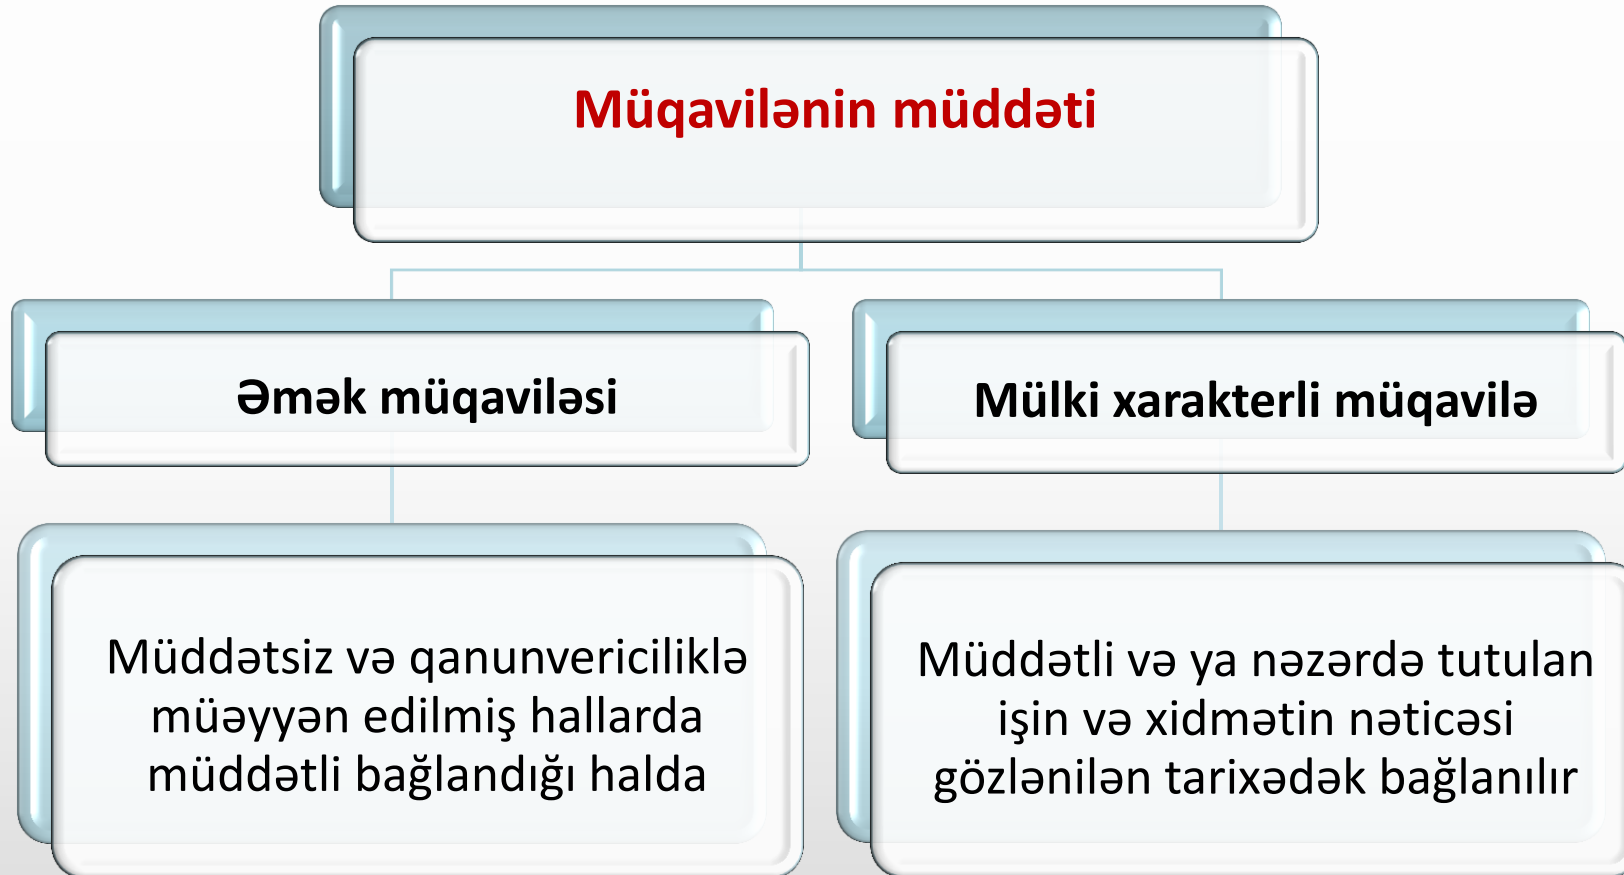 Müqavilənin müddəti
Əmək müqaviləsi
Mülki xarakterli müqavilə
Müddətsiz və qanunvericiliklə
müəyyən edilmiş hallarda
müddətli bağlandığı halda
Müddətli və ya nəzərdə tutulan
işin və xidmətin nəticəsi
gözlənilən tarixədək bağlanılır